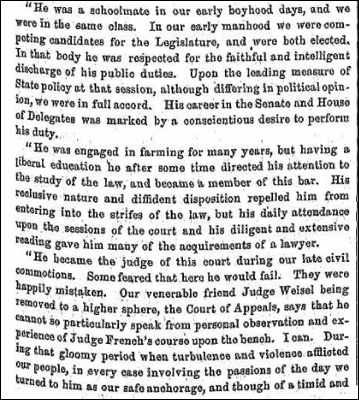 "He was a schoolmate in our early boyhood days, and we
were in the same class. In our early manhood we were com-
peting candidates for the Legislature, and were both elected.
In that body he was respected for the faithful and intelligent
discharge of his public duties. Upon the leading measure of
State policy at that session, although differing in political opin-
ion, we were in full accord. His career in the Senate and House
of Delegates was marked by a conscientious desire to perform
his duty.
"He was engaged in farming for many years, but having a
liberal education he after some time directed his attention to
the study of the law, and became a member of this bar. His
reclusive nature and diffident disposition repelled him from
entering into the strifes of the law, but his daily attendance
upon the sessions of the court and his diligent and extensive
reading gave him many of the acquirements of a lawyer.
"He became the judge of this court during our late civil
commotions. Some feared that here he would fail. They were
happily mistaken. Our venerable friend Judge Weisel being
removed to a higher sphere, the Court of Appeals, says that he
cannot so particularly speak from personal observation and ex-
perience of Judge French's course upon the bench. I can. Dur-
ing that gloomy period when turbulence and violence afflicted
our people, in every case involving the passions of the day we
turned to him as our safe anchorage, and though of a timid and